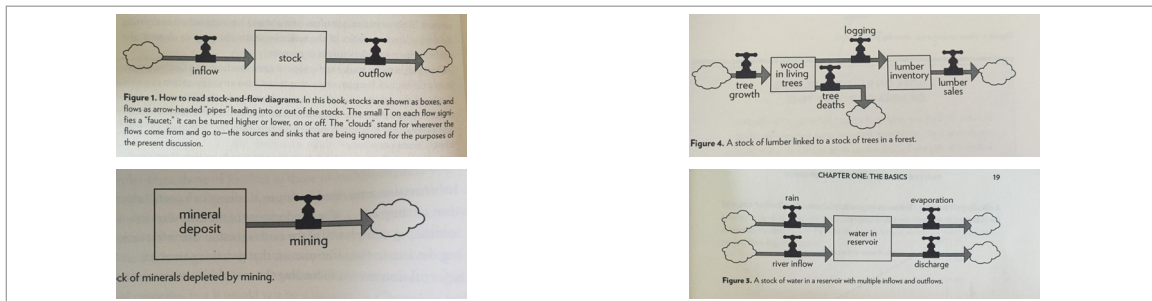 inflow
stock
outflow
Figure 1. How to read stock-and-flow diagrams. In this book, stocks are shown as boxes, and
flows as arrow-headed "pipes" leading into or out of the stocks. The small T on each flow signi-
fies a "faucet;" it can be turned higher or lower, on or off. The "clouds" stand for wherever the
flows come from and go to—the sources and sinks that are being ignored for the purposes of
the present discussion.
logging
wood
in living
trees
lumber
inventory
tree
growth
tree
deaths
lumber
sales
Figure 4. A stock of lumber linked to a stock of trees in a forest.
mineral
deposit
mining
ck of minerals depleted by mining.
CHAPTER ONE: THE BASICS 19
rain
evaporation
water in
reservoir
river inflow
discharge
Figure 3. A stock of water in a reservoir with multiple inflows and outflows.